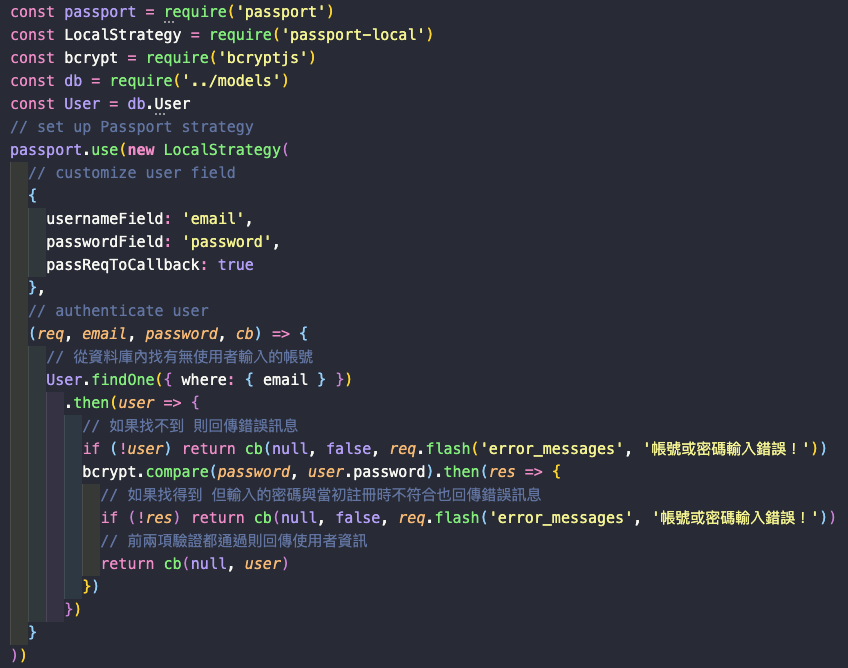 const passport = require('passport')
const LocalStrategy = require('passport-local')
const bcrypt = require('bcryptjs')
const db = require('../models')
const User = db.User
// set up Passport strategy
passport.use(new LocalStrategy(
  // customize user field
  {
    usernameField: 'email',
    passwordField: 'password',
    passReqToCallback: true
  },
  // authenticate user
  (req, email, password, cb) => {
    // 從資料庫內找有無使用者輸入的帳號
    User.findOne({ where: { email } })
      .then(user => {
        // 如果找不到 則回傳錯誤訊息
        if (!user) return cb(null, false, req.flash('error_messages', '帳號或密碼輸入錯誤！'))
        bcrypt.compare(password, user.password).then(res => {
          // 如果找得到 但輸入的密碼與當初註冊時不符合也回傳錯誤訊息
          if (!res) return cb(null, false, req.flash('error_messages', '帳號或密碼輸入錯誤！'))
          // 前兩項驗證都通過則回傳使用者資訊
          return cb(null, user)
        })
      })
  }
))